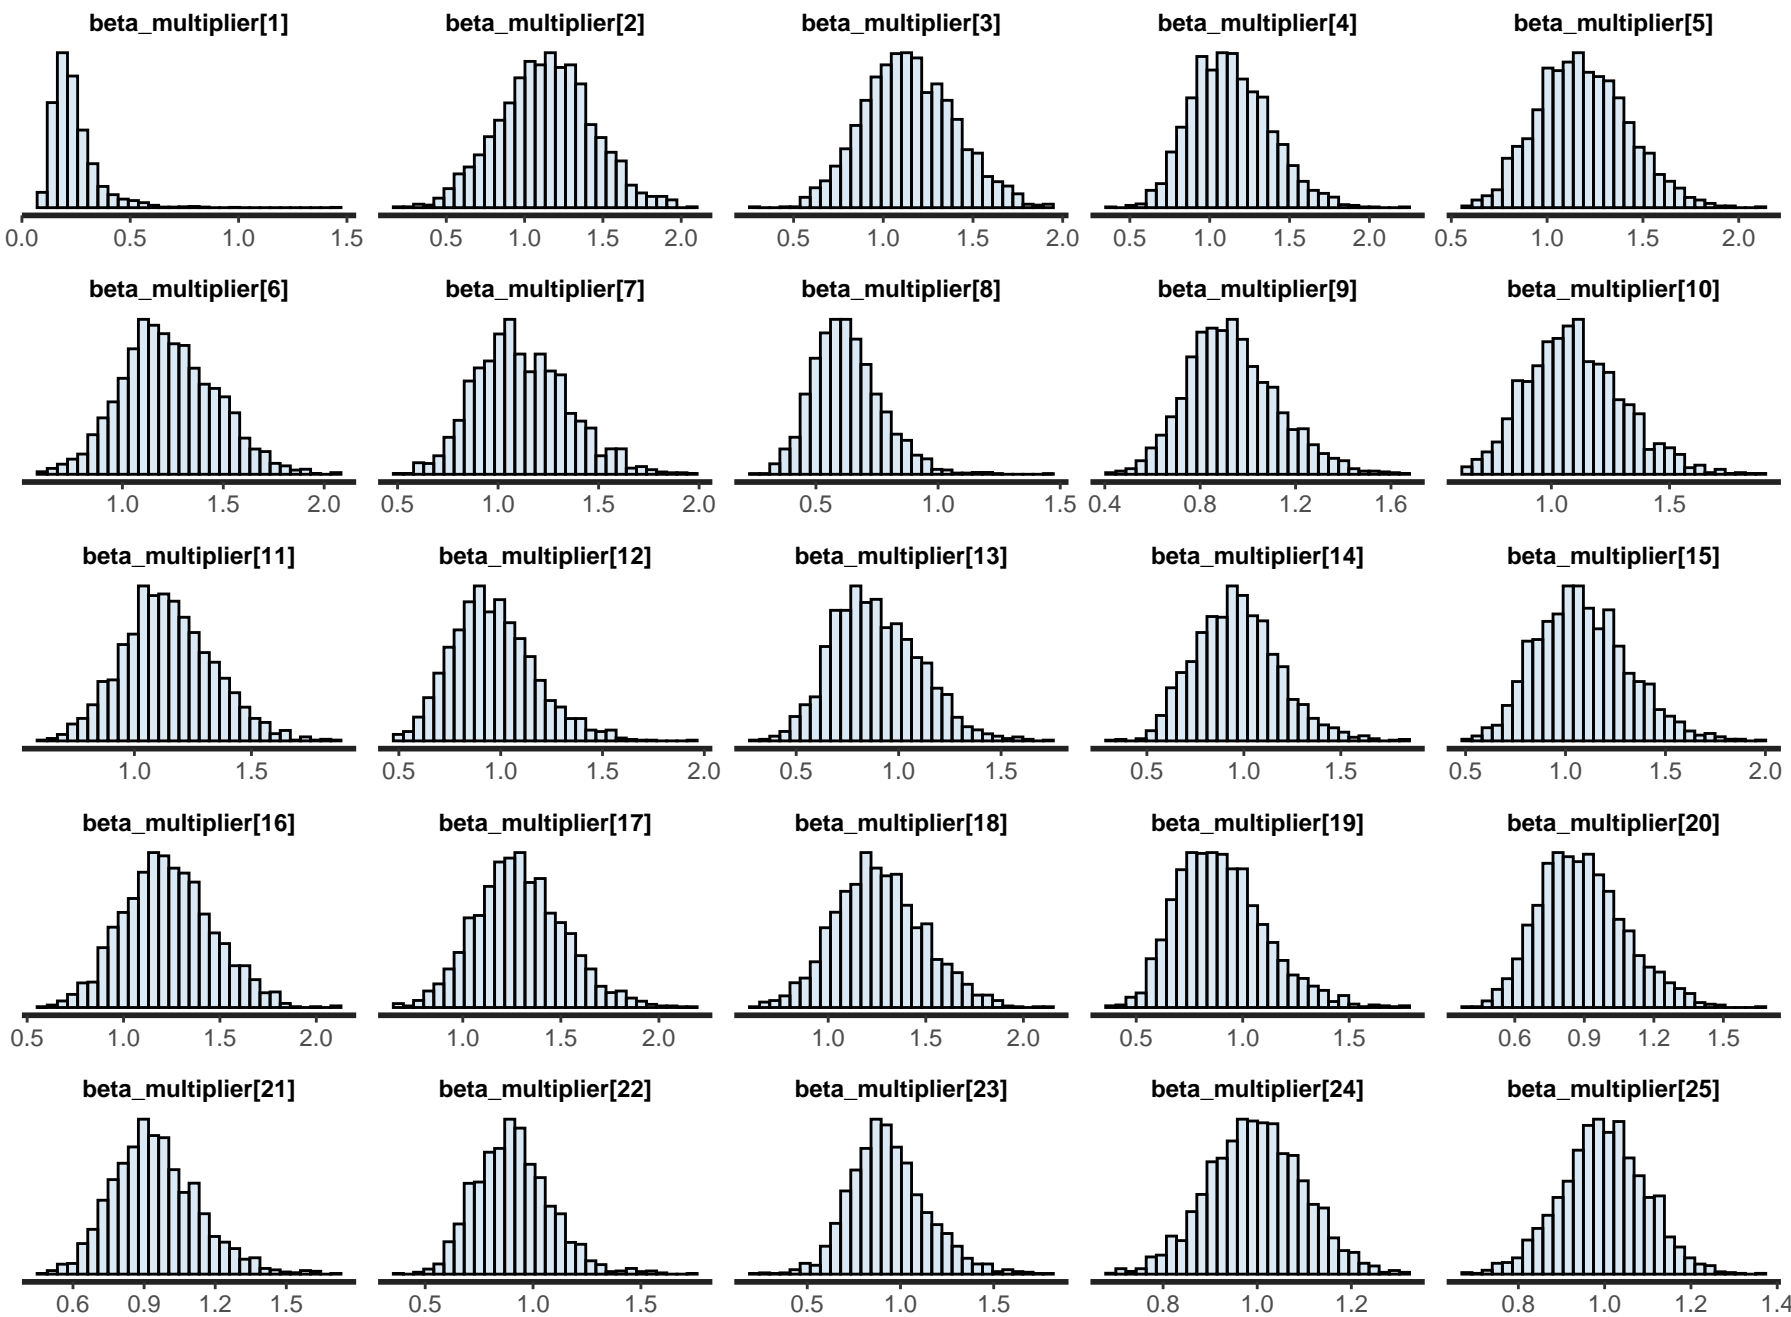 beta_multiplier[1] beta_multiplier[2] beta_multiplier[3] beta_multiplier[4] beta_multiplier[5]
0.0 0.5 1.0 1.5 0.5 1.0 1.5 2.0 0.5 1.0 1.5 2.0 0.5 1.0 1.5 2.0 0.5 1.0 1.5 2.0
beta_multiplier[6] beta_multiplier[7] beta_multiplier[8] beta_multiplier[9] beta_multiplier[10]
1.0 1.5 2.0 0.5 1.0 1.5 2.0 0.5 1.0 1.5 0.4 0.8 1.2 1.6 1.0 1.5
beta_multiplier[11] beta_multiplier[12] beta_multiplier[13] beta_multiplier[14] beta_multiplier[15]
1.0 1.5 0.5 1.0 1.5 2.0 0.5 1.0 1.5 0.5 1.0 1.5 0.5 1.0 1.5 2.0
beta_multiplier[16] beta_multiplier[17] beta_multiplier[18] beta_multiplier[19] beta_multiplier[20]
0.5 1.0 1.5 2.0 1.0 1.5 2.0 1.0 1.5 2.0 0.5 1.0 1.5 0.6 0.9 1.2 1.5
beta_multiplier[21] beta_multiplier[22] beta_multiplier[23] beta_multiplier[24] beta_multiplier[25]
0.6 0.9 1.2 1.5 0.5 1.0 1.5 0.5 1.0 1.5 0.8 1.0 1.2 0.8 1.0 1.2 1.4